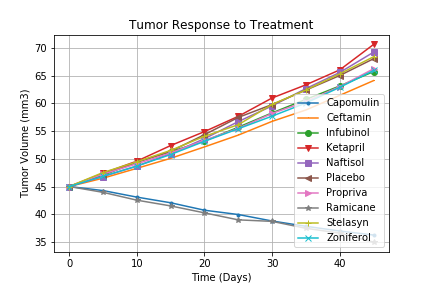 Tumor Response to Treatment
Tumor Volume (mm3)
70
65
60
55
50
45
40
35
0
10
20
30
40
Time (Days)
Capomulin
Ceftamin
Infubinol
Ketapril
Naftisol
Placebo
Propriva
Ramicane
Stelasyn
Zoniferol